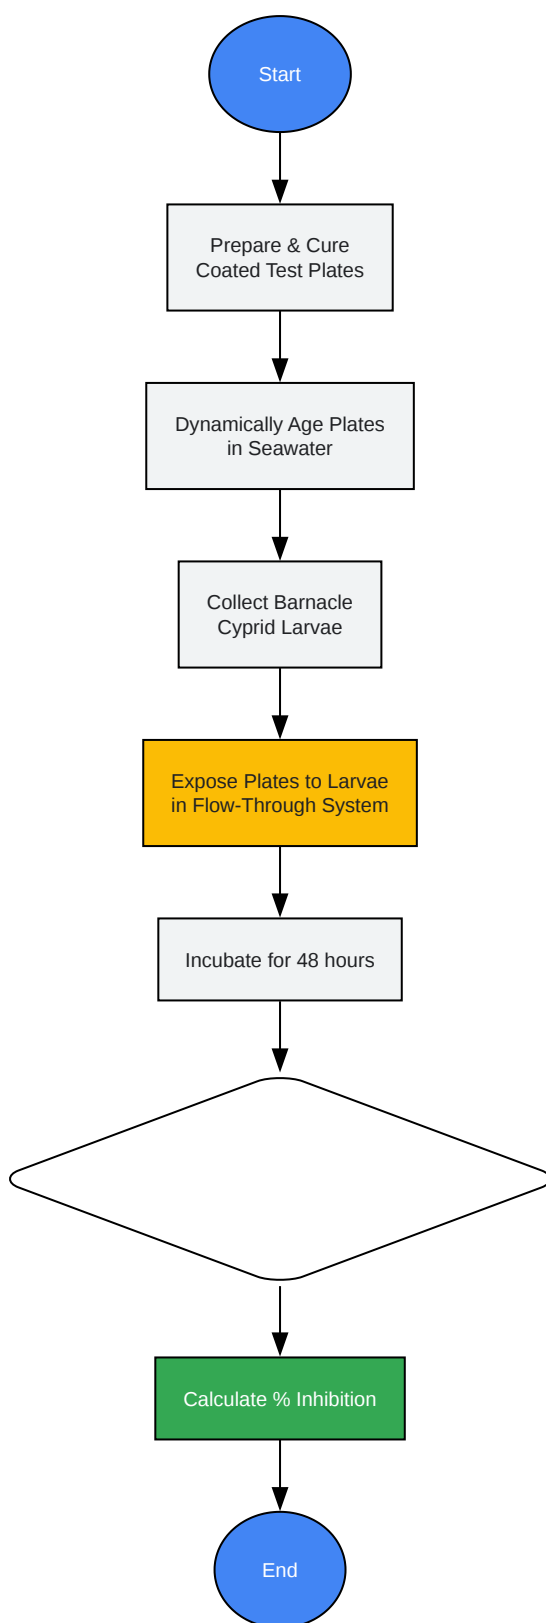 Start
Prepare & Cure
Coated Test Plates
Dynamically Age Plates
in Seawater
Collect Barnacle
Cyprid Larvae
Expose Plates to Larvae
in Flow-Through System
Incubate for 48 hours
Calculate % Inhibition
End